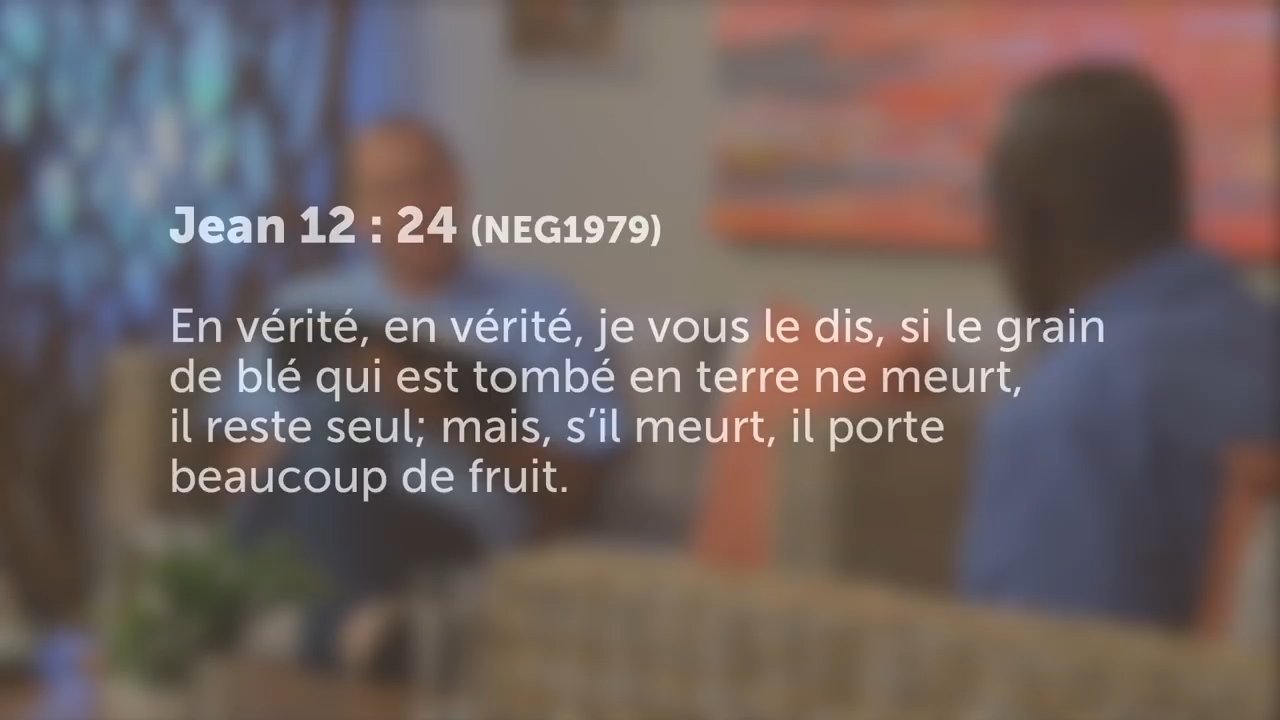 Jean 12 : 24 (NEG1979)
En vérité, en vérité, je vous le dis, si le grain
de blé qui est tombé en terre ne meurt,
il reste seul; mais, s’il meurt, il porte
beaucoup de fruit.